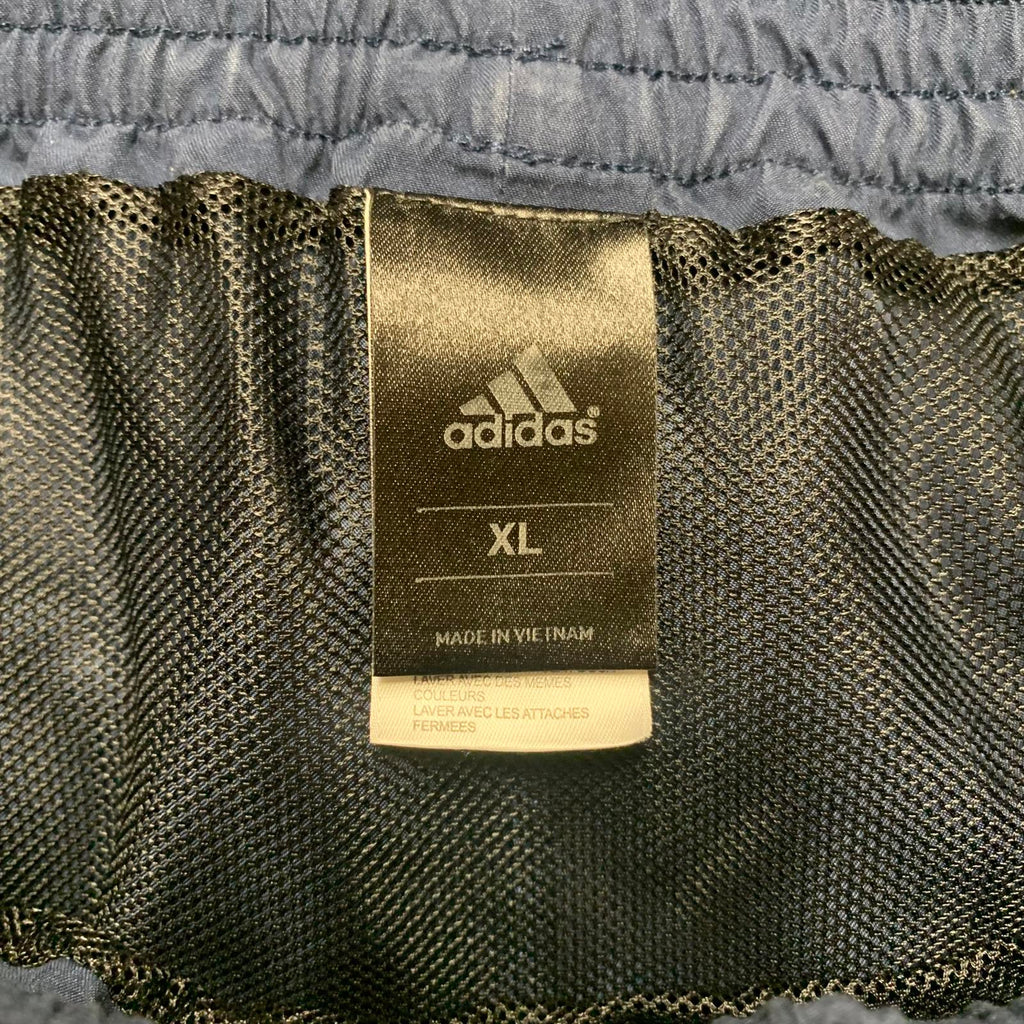 adidas®
XL
MADE IN VIETNAM
LAVER AVEC DES MEMES
COULEURS
LAVER AVEC LES ATTACHES
FERMEES